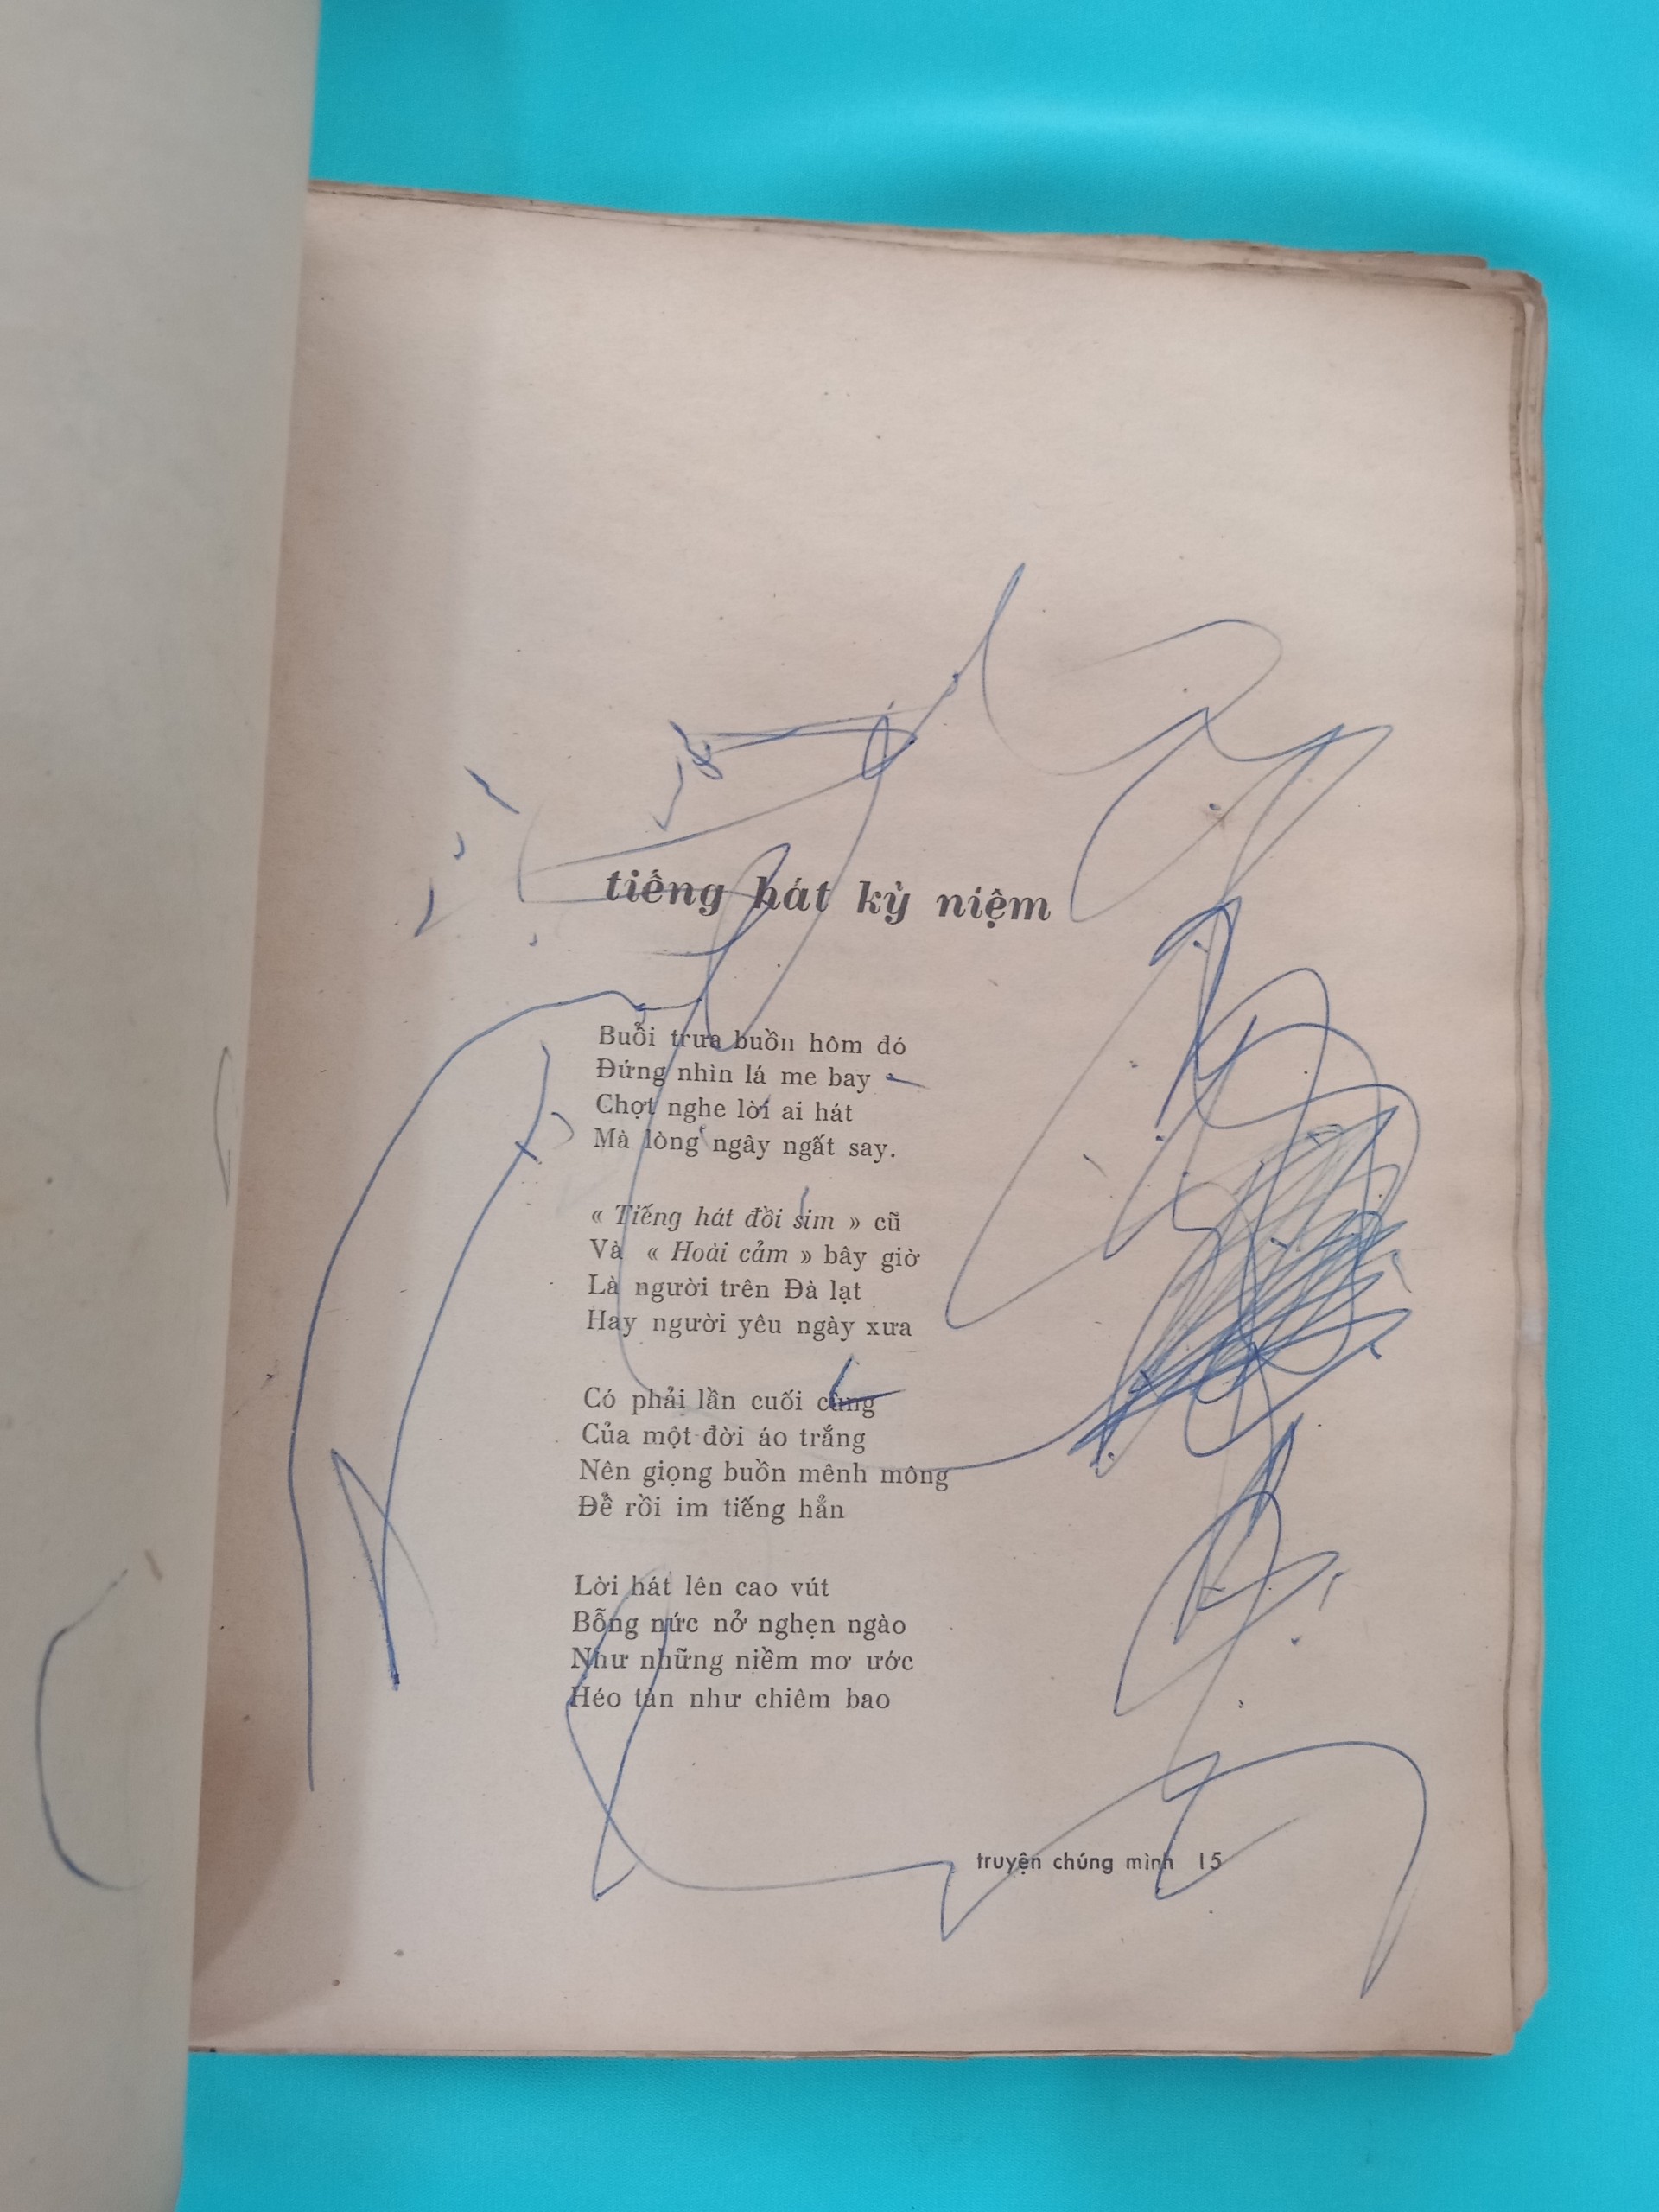 tiếng hát kỷ niệm
Buổi trưa buồn hôm đó
Đứng nhìn lá me bay
Chợt nghe lời ai hát
Mà lòng ngây ngất say.
« Tiếng hát đồi sim » cũ
Và « Hoài cảm » bây giờ
Là người trên Đà lạt
Hay người yêu ngày xưa
Có phải lần cuối cùng
Của một đời áo trắng
Nên giọng buồn mênh mông
Để rồi im tiếng hẳn
Lời hát lên cao vút
Bỗng nức nở nghẹn ngào
Như những niềm mơ ước
Héo tàn như chiêm bao
truyện chúng mình 15